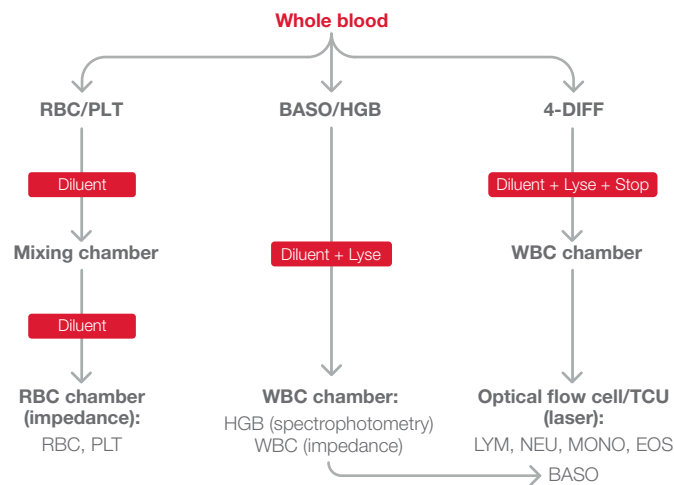 Whole blood
RBC/PLT
BASO/HGB
4-DIFF
Diluent
Diluent + Lyse + Stop
Mixing chamber
Diluent + Lyse
WBC chamber
Diluent
RBC chamber
(impedance):
RBC, PLT
WBC chamber:
HGB (spectrophotometry)
WBC (impedance)
Optical flow cell/TCU
(laser):
LYM, NEU, MONO, EOS
BASO